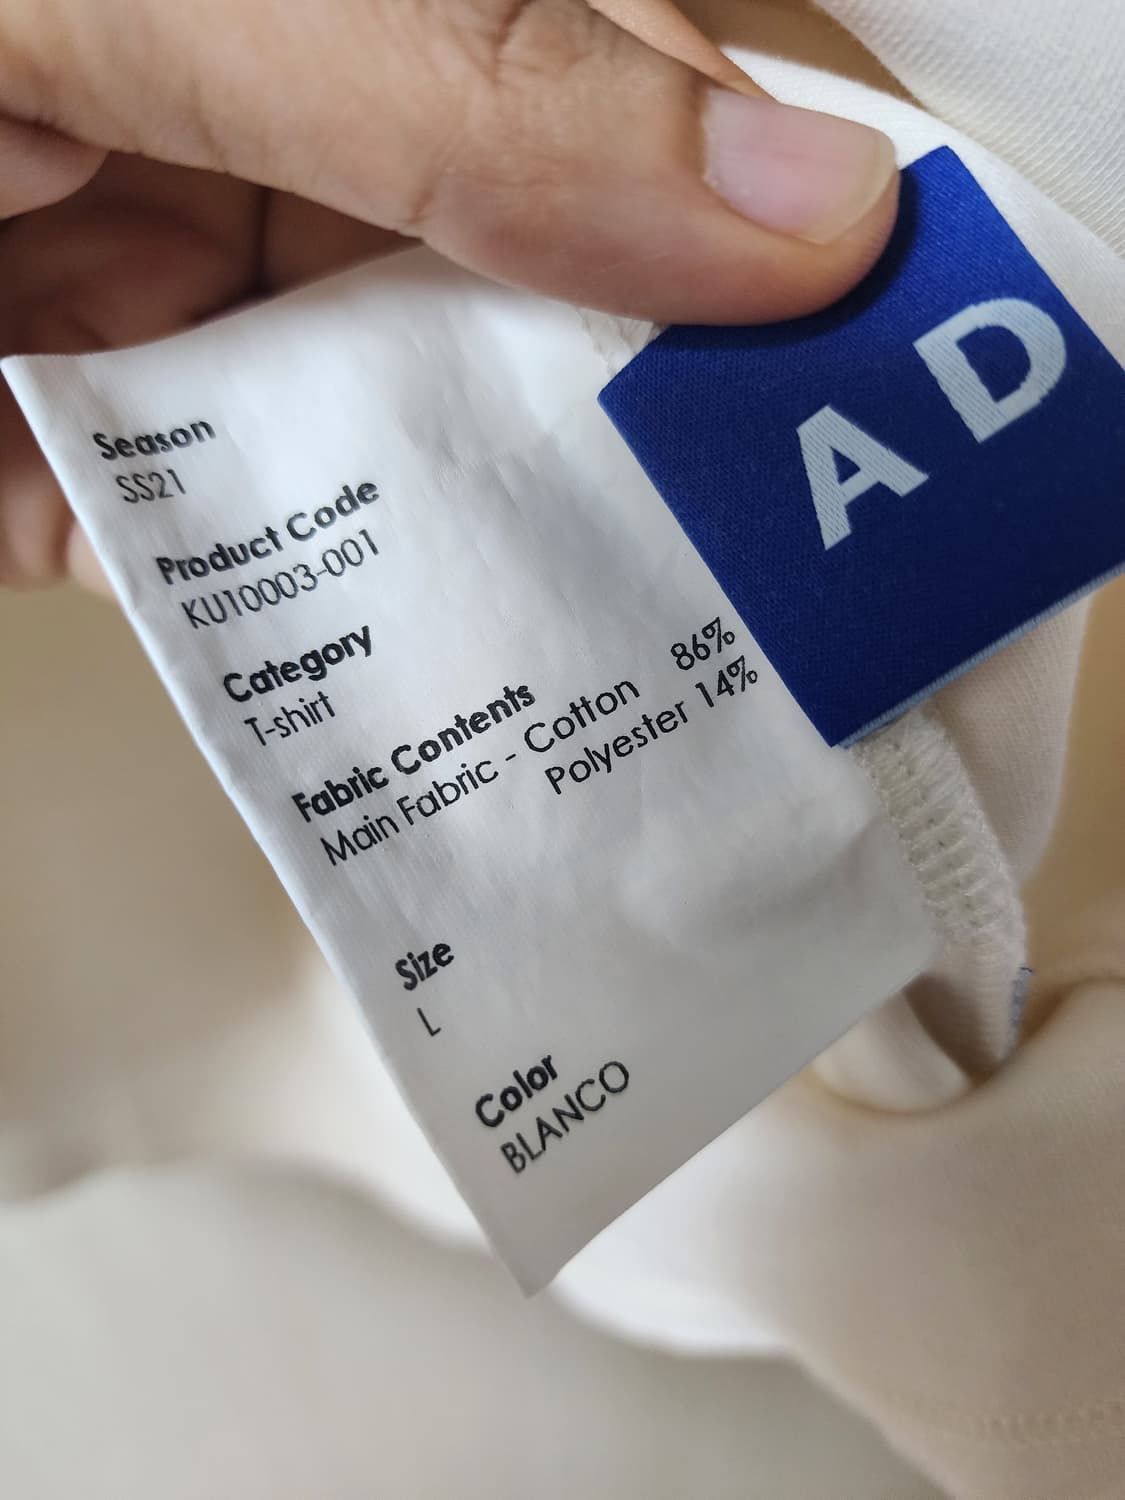 Season
SS21
Product Code
KU10003-001
Category
T-shirt
Fabric Contents
Main Fabric - Cotton 86%
Polyester 14%
Size
L
Color
BLANCO
A D